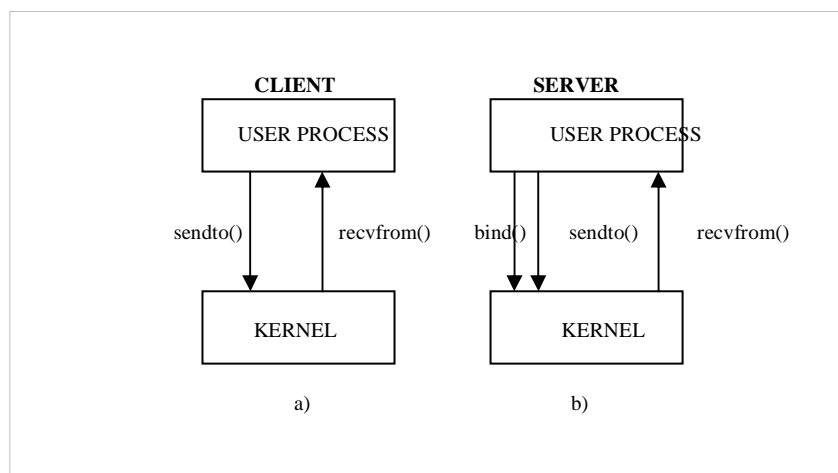 CLIENT
SERVER
USER PROCESS
USER PROCESS
sendto()
recvfrom()
bind()
sendto()
recvfrom()
KERNEL
KERNEL
a)
b)